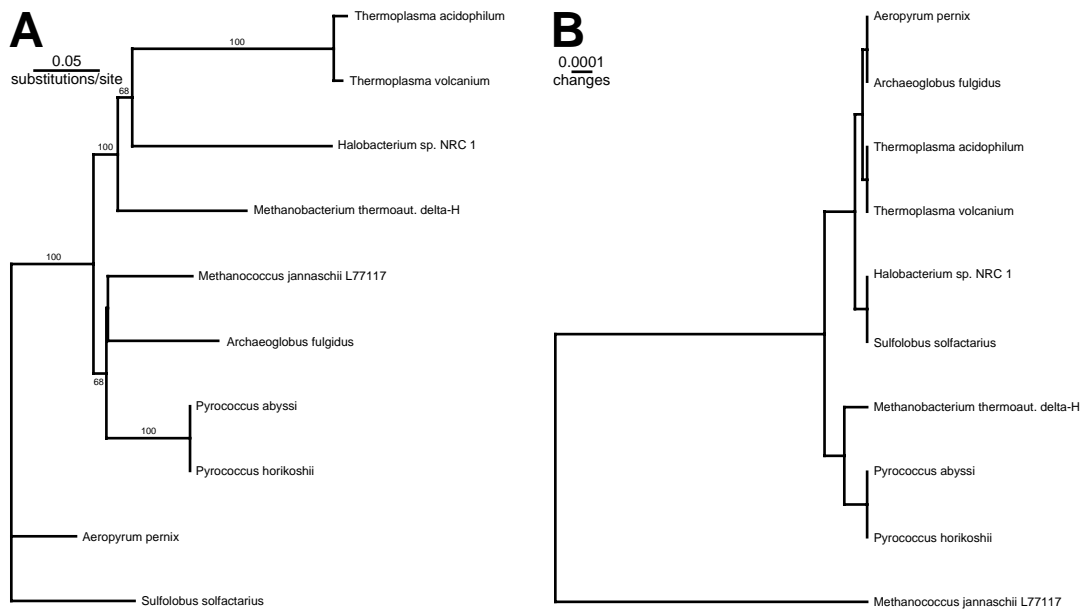 A
0.05
substitutions/site
100
Thermoplasma acidophilum
Thermoplasma volcanium
68
Halobacterium sp. NRC 1
100
Methanobacterium thermoaut. delta-H
100
Methanococcus jannaschii L77117
Archaeoglobus fulgidus
68
Pyrococcus abyssi
100
Pyrococcus horikoshii
Aeropyrum pernix
Sulfolobus solfactarius
B
0.0001
changes
Aeropyrum pernix
Archaeoglobus fulgidus
Thermoplasma acidophilum
Thermoplasma volcanium
Halobacterium sp. NRC 1
Sulfolobus solfactarius
Methanobacterium thermoaut. delta-H
Pyrococcus abyssi
Pyrococcus horikoshii
Methanococcus jannaschii L77117